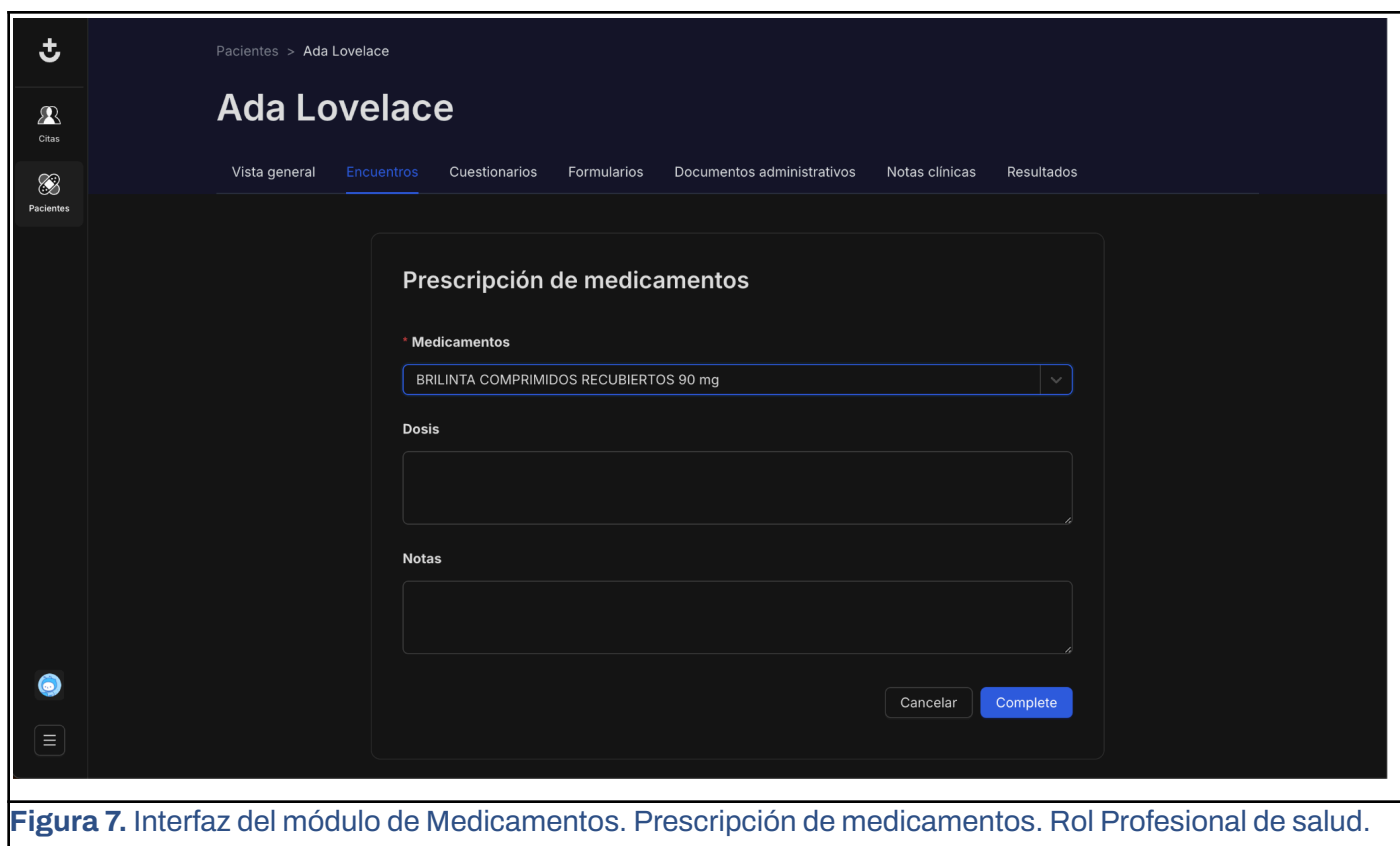 Pacientes > Ada Lovelace
Ada Lovelace
Citas
Vista general Encuentros Cuestionarios Formularios Documentos administrativos Notas clínicas Resultados
Pacientes
Prescripción de medicamentos
* Medicamentos
BRILINTA COMPRIMIDOS RECUBIERTOS 90 mg
Dosis
Notas
Cancelar Complete
Figura 7. Interfaz del módulo de Medicamentos. Prescripción de medicamentos. Rol Profesional de salud.